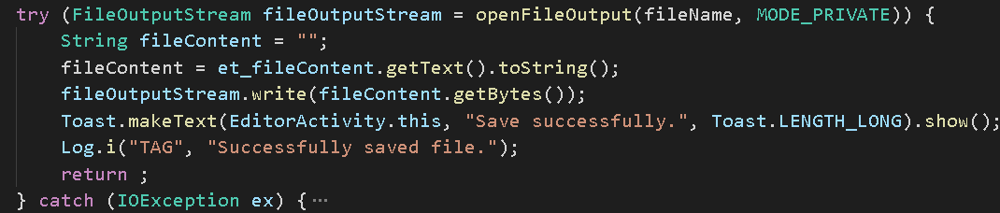 try (FileOutputStream fileOutputStream = openFileOutput(fileName, MODE_PRIVATE)) {
String fileContent = "";
fileContent = et_fileContent.getText().toString();
fileOutputStream.write(fileContent.getBytes());
Toast.makeText(EditorActivity.this, "Save successfully.", Toast.LENGTH_LONG).show();
Log.i("TAG", "Successfully saved file.");
return ;
} catch (IOException ex) {⋯